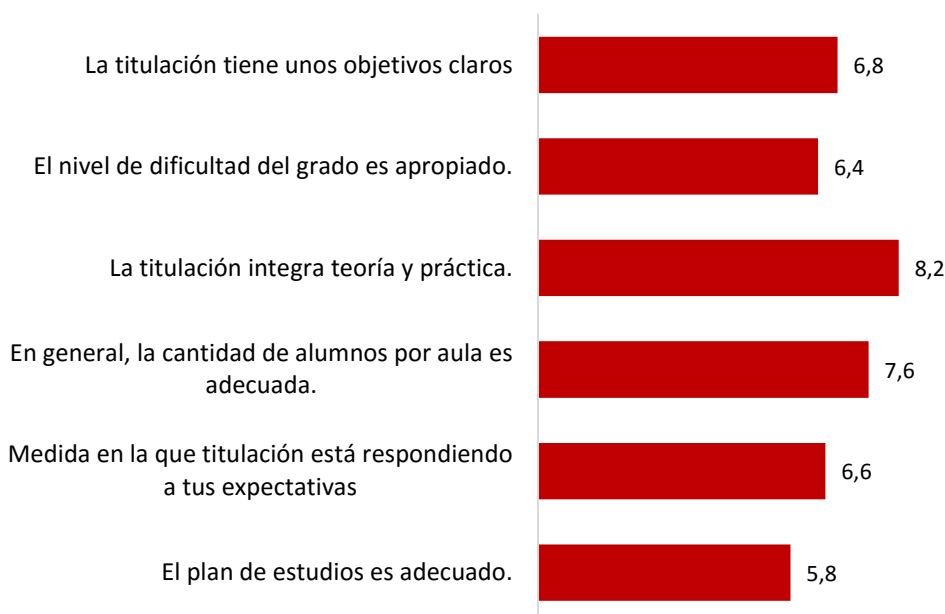 La titulación tiene unos objetivos claros
6,8
El nivel de dificultad del grado es apropiado.
6,4
La titulación integra teoría y práctica.
8,2
En general, la cantidad de alumnos por aula es
adecuada.
7,6
Medida en la que titulación está respondiendo
a tus expectativas
6,6
El plan de estudios es adecuado.
5,8